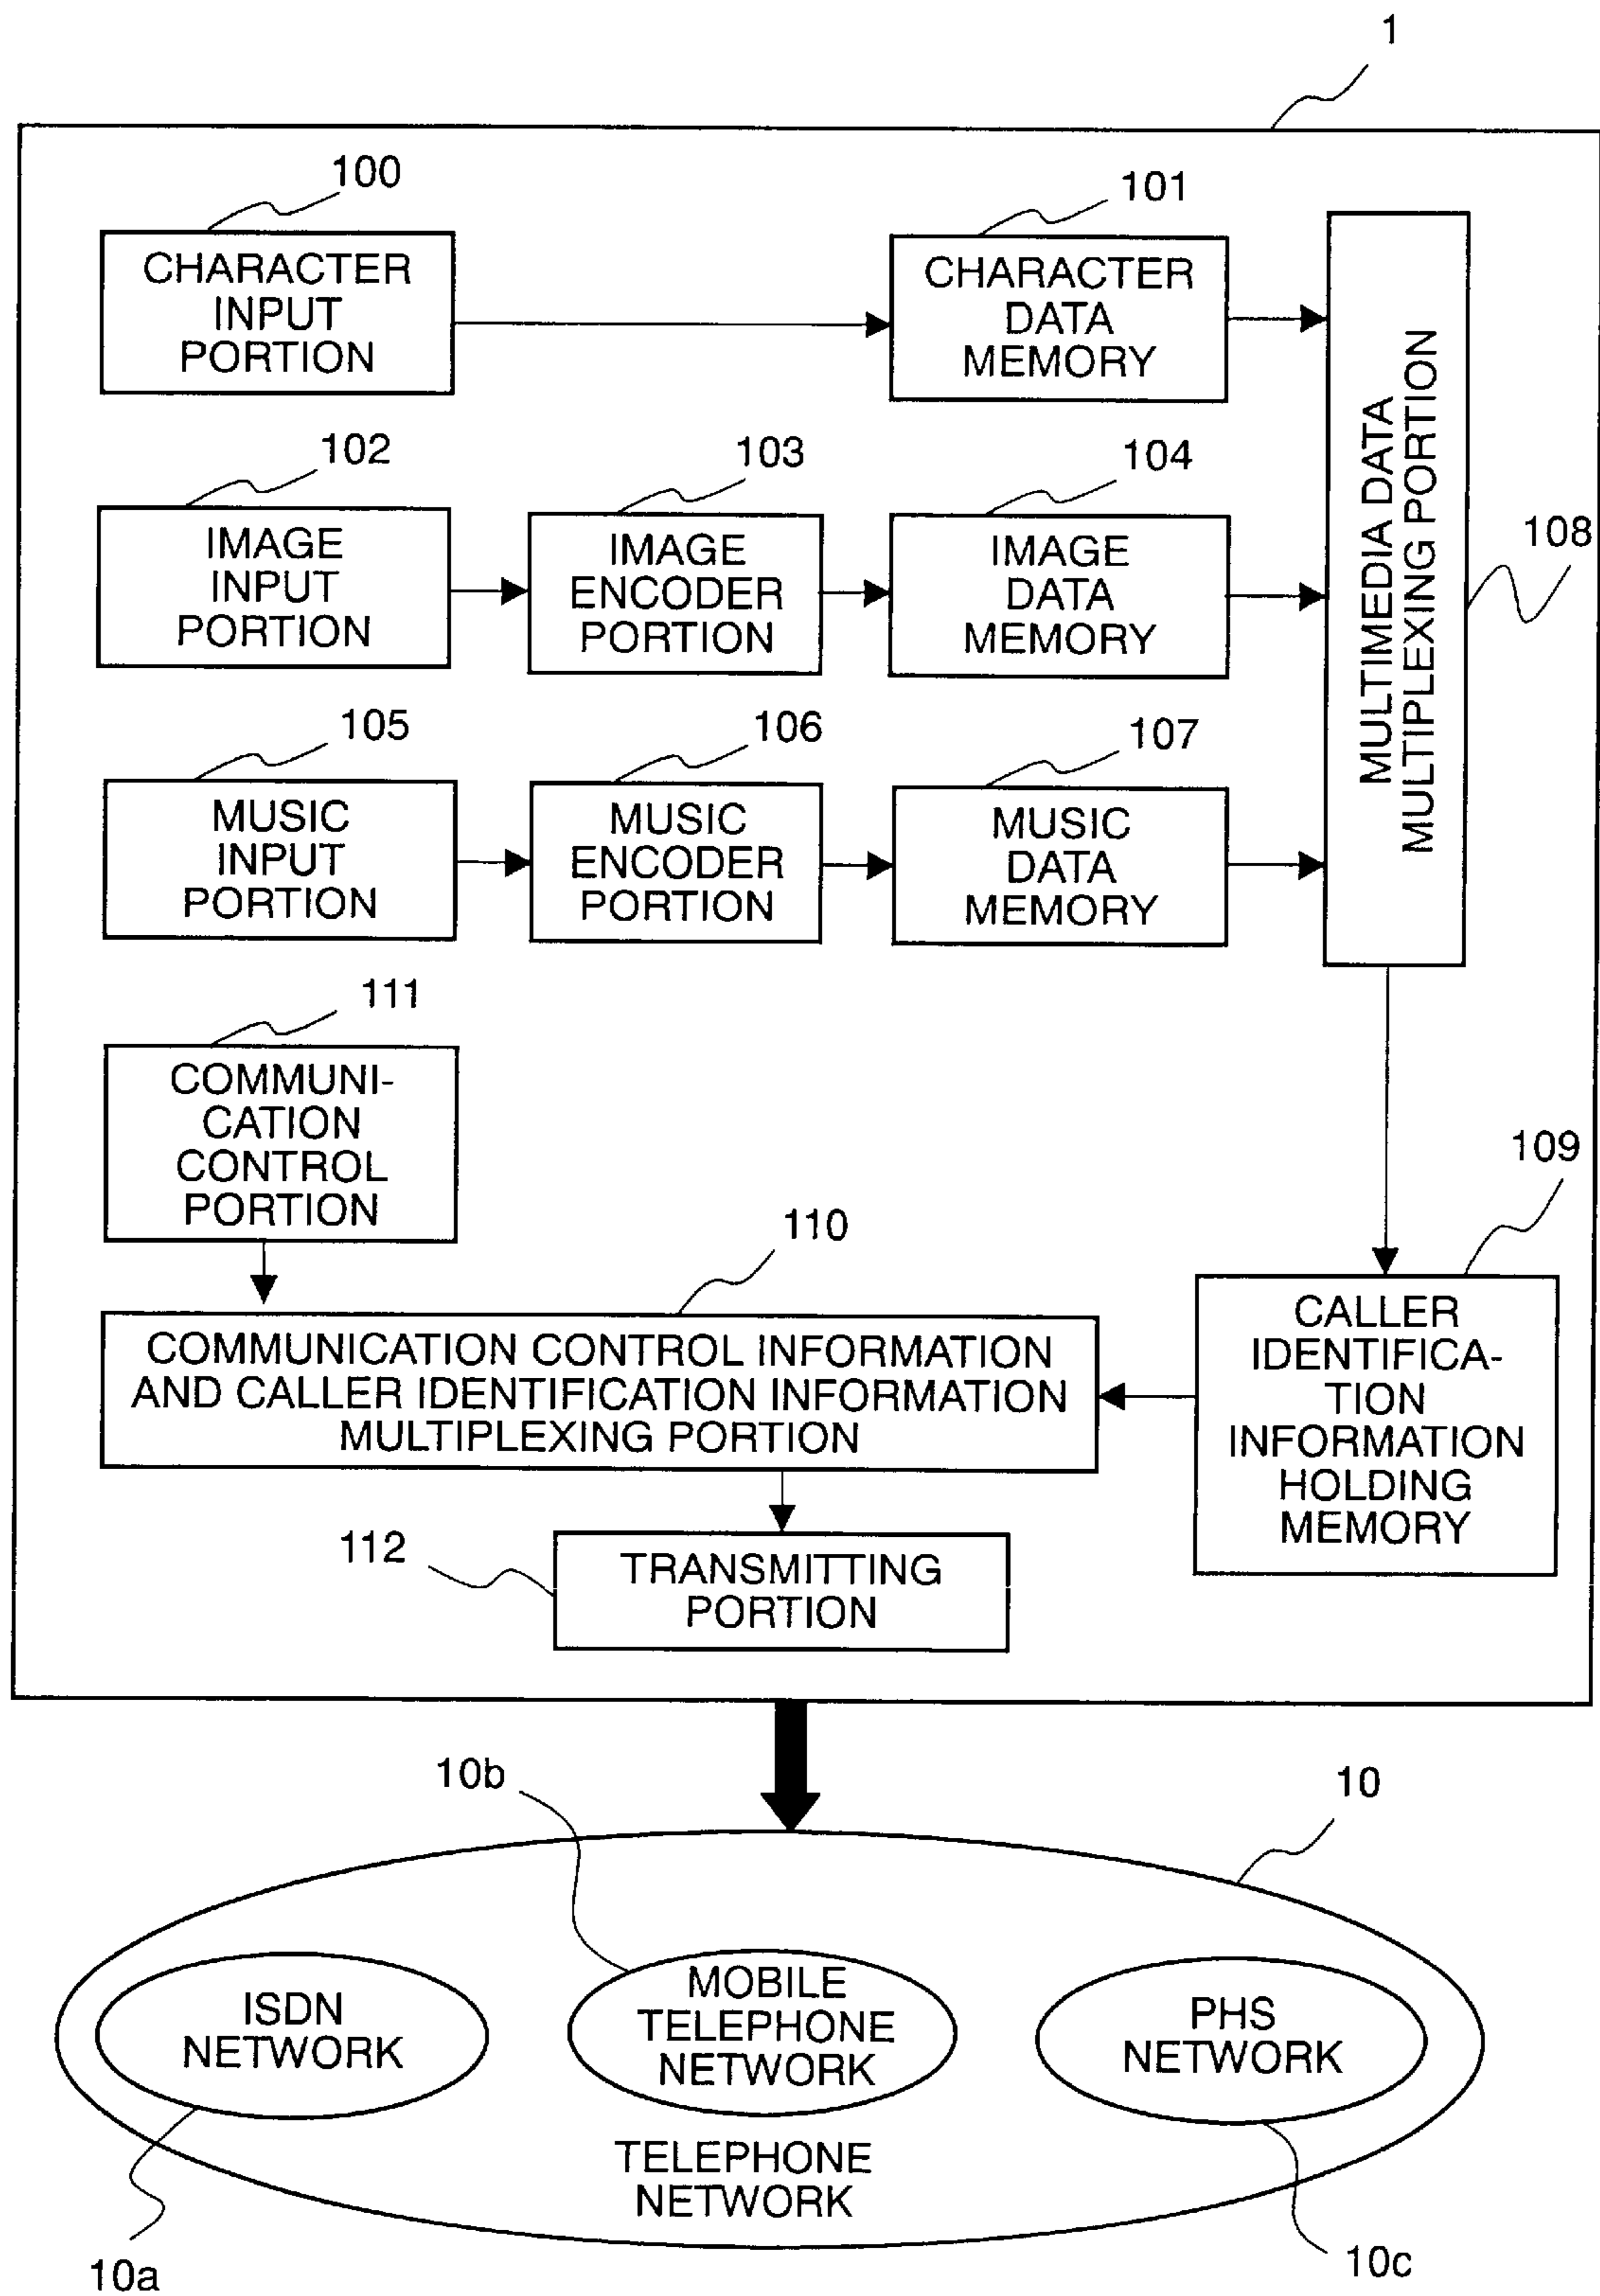 1
100
CHARACTER
INPUT
PORTION
101
CHARACTER
DATA
MEMORY
MULTIMEDIA DATA
MULTIPLEXING PORTION
108
102
IMAGE
INPUT
PORTION
103
IMAGE
ENCODER
PORTION
104
IMAGE
DATA
MEMORY
105
MUSIC
INPUT
PORTION
106
MUSIC
ENCODER
PORTION
107
MUSIC
DATA
MEMORY
111
COMMUNI-
CATION
CONTROL
PORTION
109
CALLER
IDENTIFICA-
TION
INFORMATION
HOLDING
MEMORY
110
COMMUNICATION CONTROL INFORMATION
AND CALLER IDENTIFICATION INFORMATION
MULTIPLEXING PORTION
112
TRANSMITTING
PORTION
10b
10
ISDN
NETWORK
MOBILE
TELEPHONE
NETWORK
PHS
NETWORK
TELEPHONE
NETWORK
10a
10c